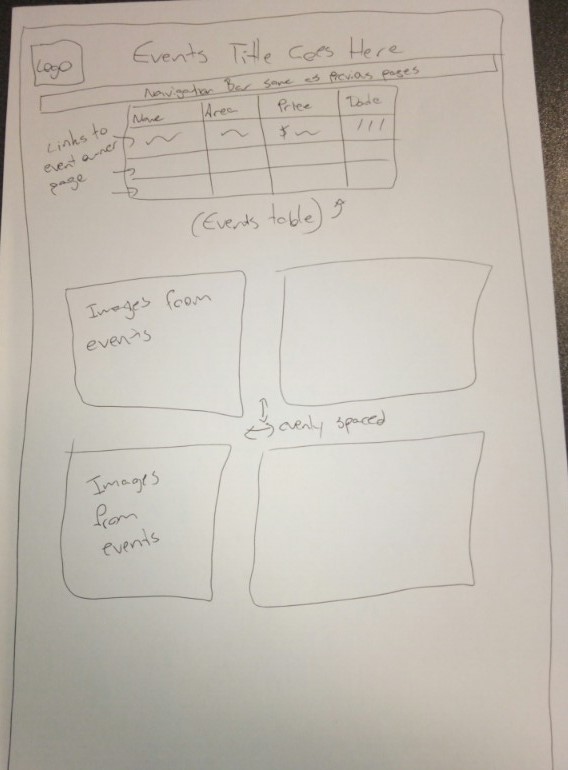 Logo
Events Title Goes Here
Navigation Bar same as Previous pages
Name Area Price Date
$ / / /
Links to
event owner
page
(Events table)
Images from
events
evenly spaced
Images
from
events